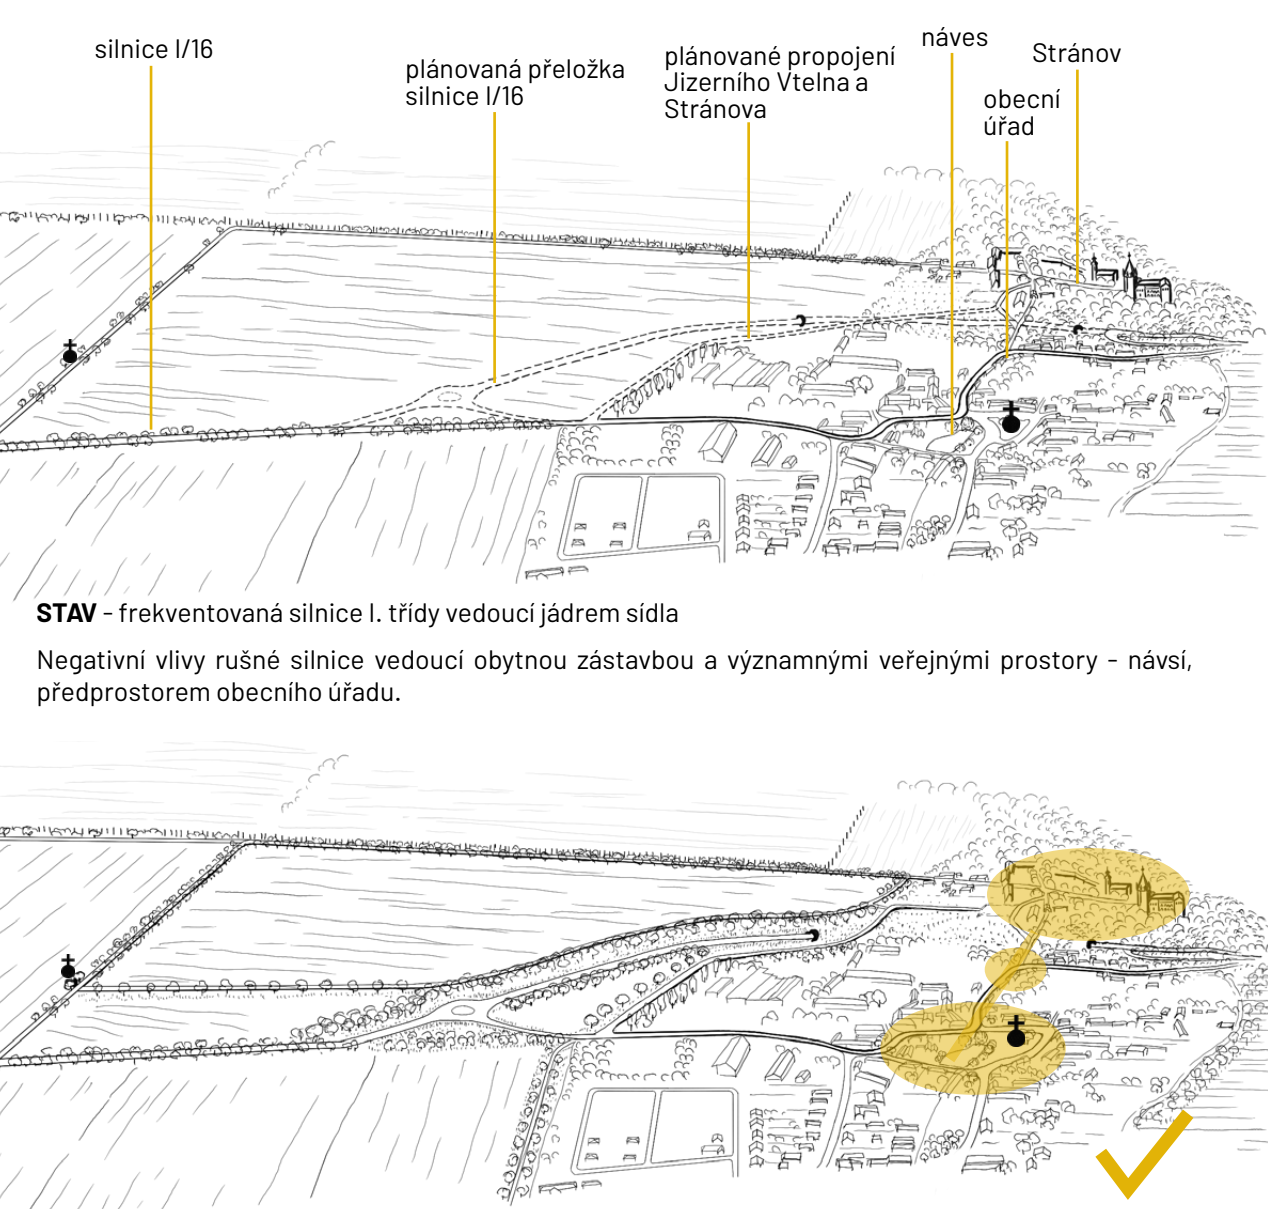 silnice I/16
plánovaná přeložka
silnice I/16
plánované propojení
Jizerního Vtelna a
Stránova
náves
obecní
úřad
Stránov
STAV - frekventovaná silnice I. třídy vedoucí jádrem sídla
Negativní vlivy rušné silnice vedoucí obytnou zástavbou a významnými veřejnými prostory - návsí,
předprostorem obecního úřadu.